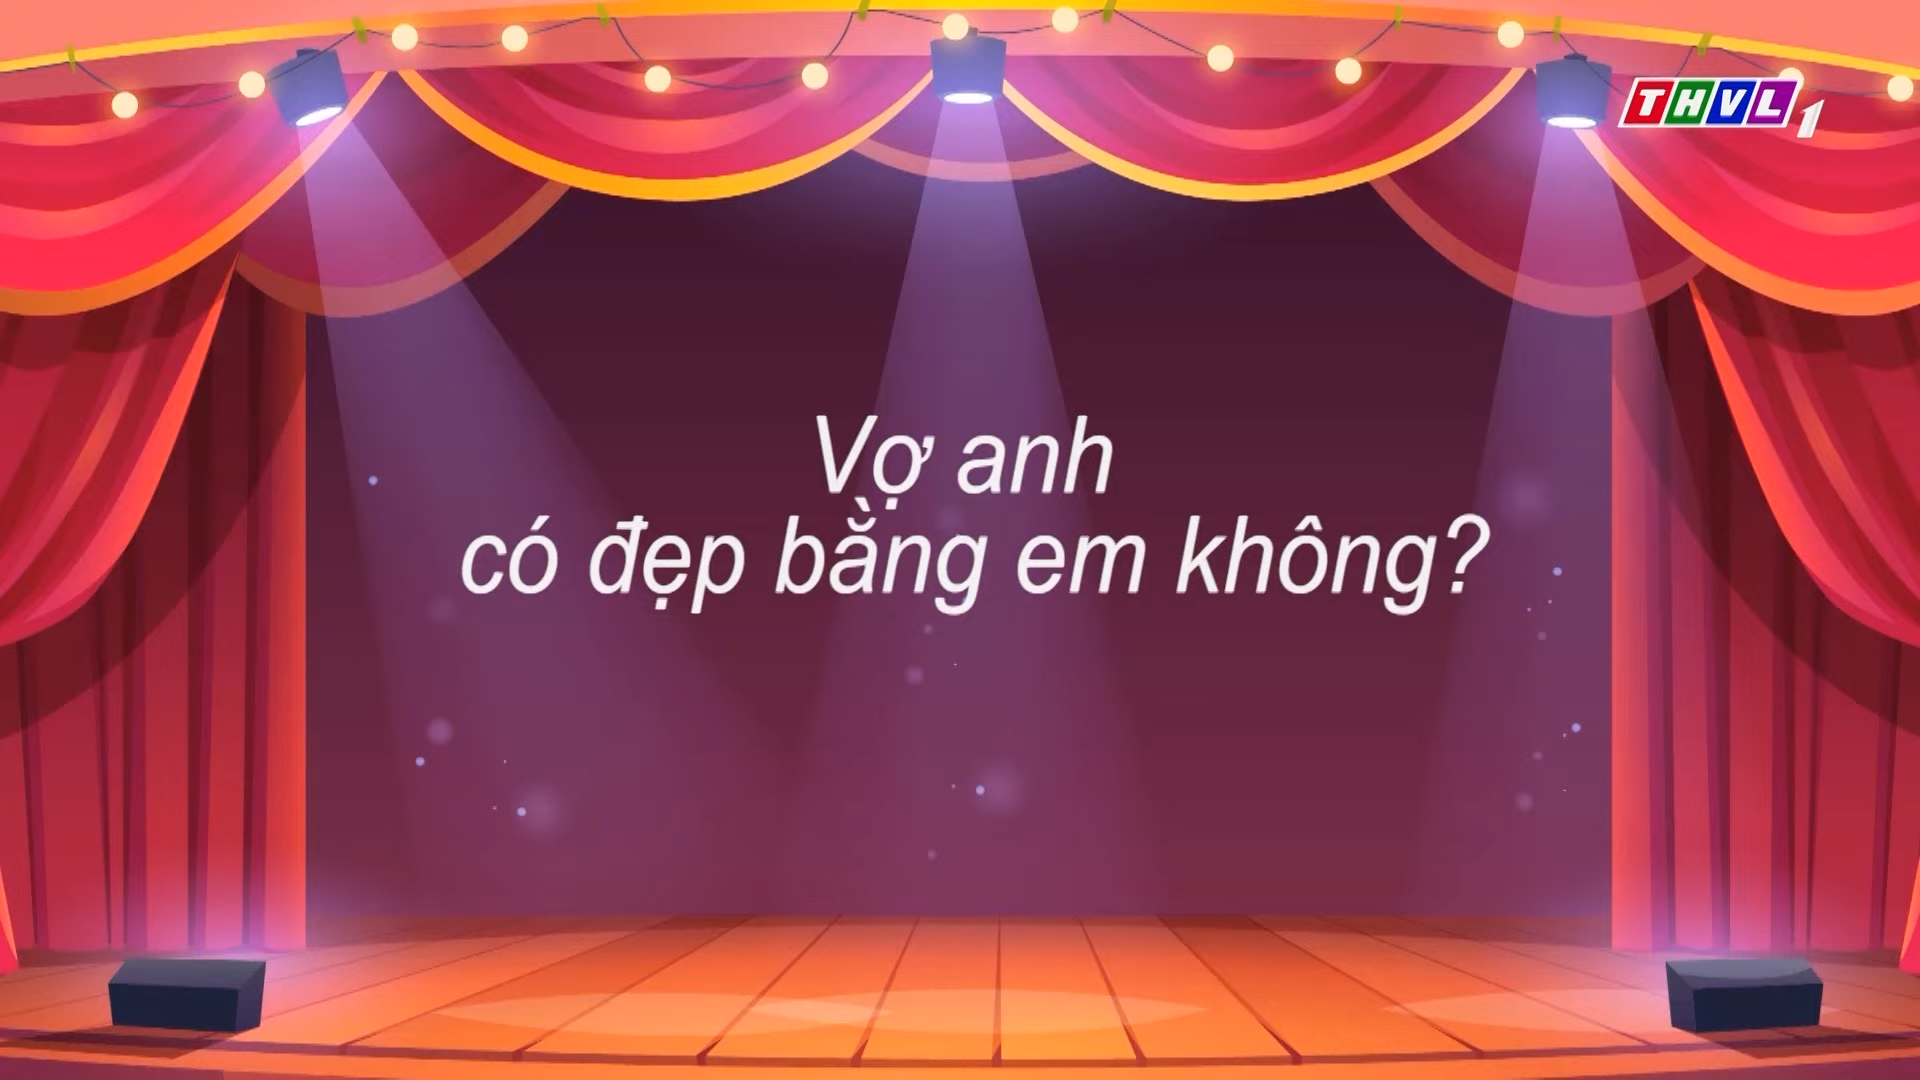 THVL1
Vợ anh
có đẹp bằng em không?